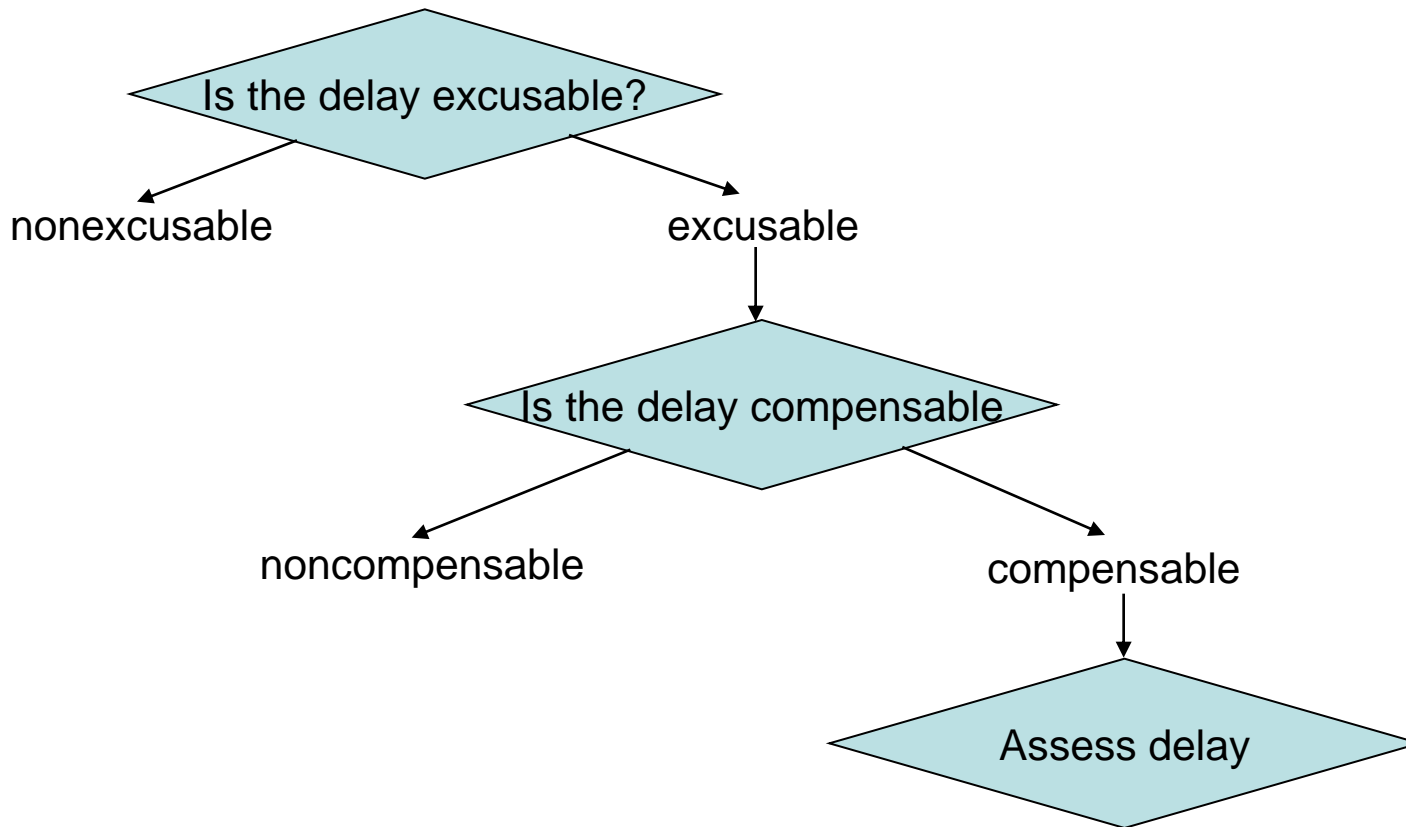 Is the delay excusable?
nonexcusable
excusable
Is the delay compensable
noncompensable
compensable
Assess delay